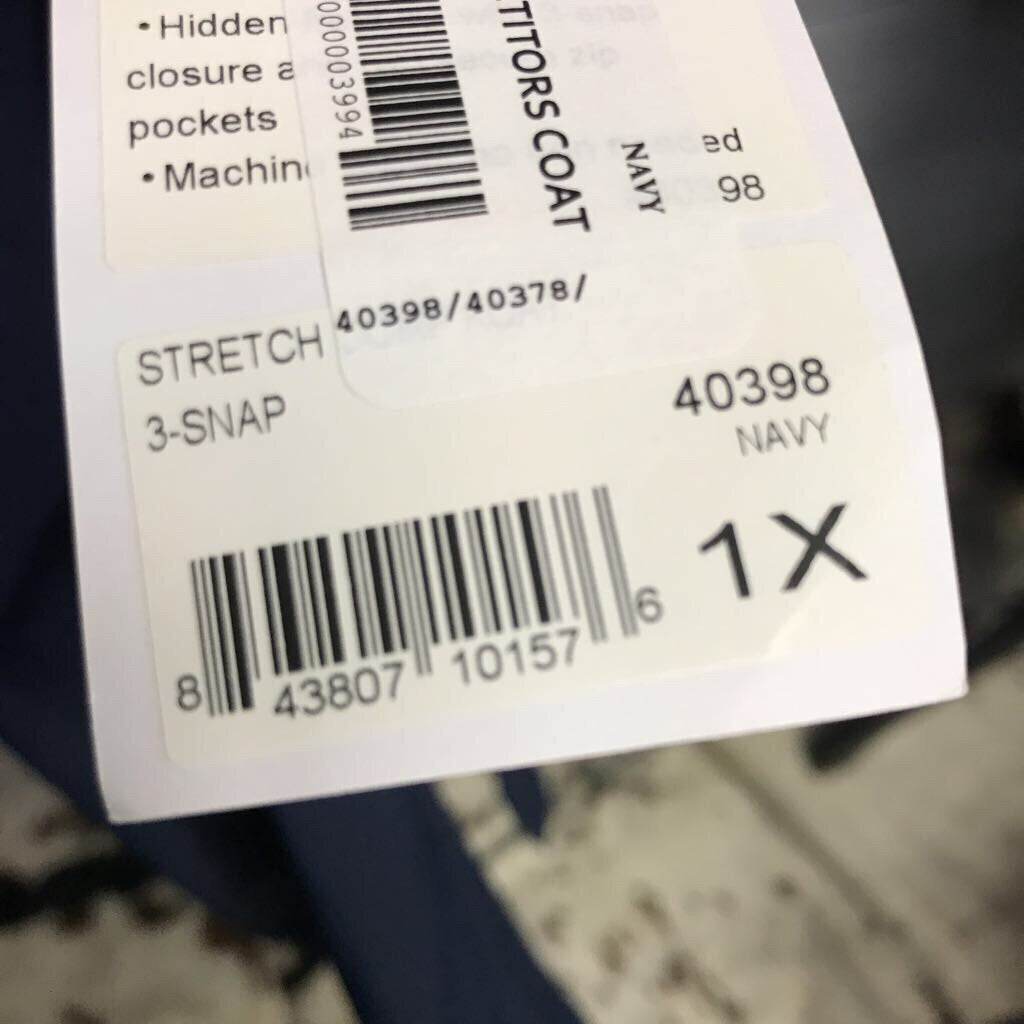 • Hidden
closure a
pockets
• Machin
ed
98
000003994
TITORS COAT
NAVY
40398/40378/
STRETCH
3-SNAP
40398
NAVY
1X
8 43807 10157 6